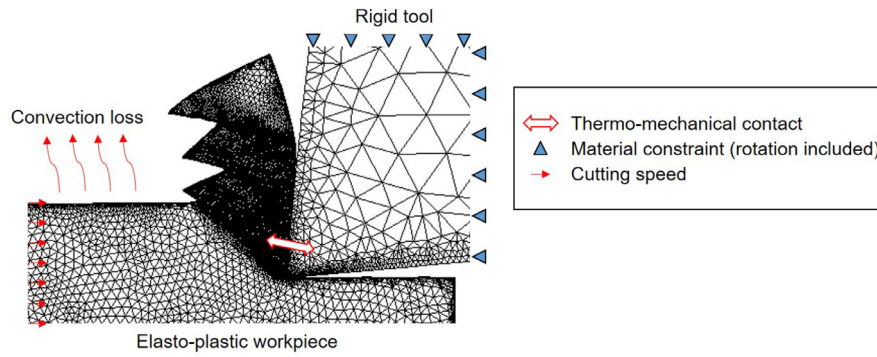 Rigid tool
Convection loss
Thermo-mechanical contact
Material constraint (rotation included)
Cutting speed
Elasto-plastic workpiece